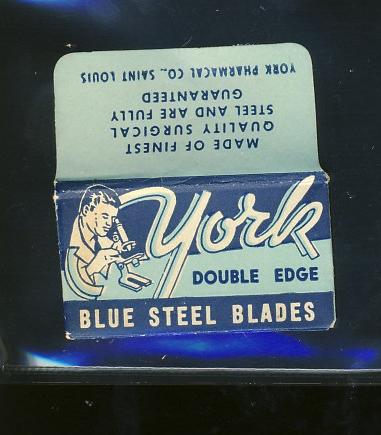 MADE OF FINEST
QUALITY SURGICAL
STEEL AND ARE FULLY
GUARANTEED
YORK PHARMACAL CO., SAINT LOUIS
York
DOUBLE EDGE
BLUE STEEL BLADES